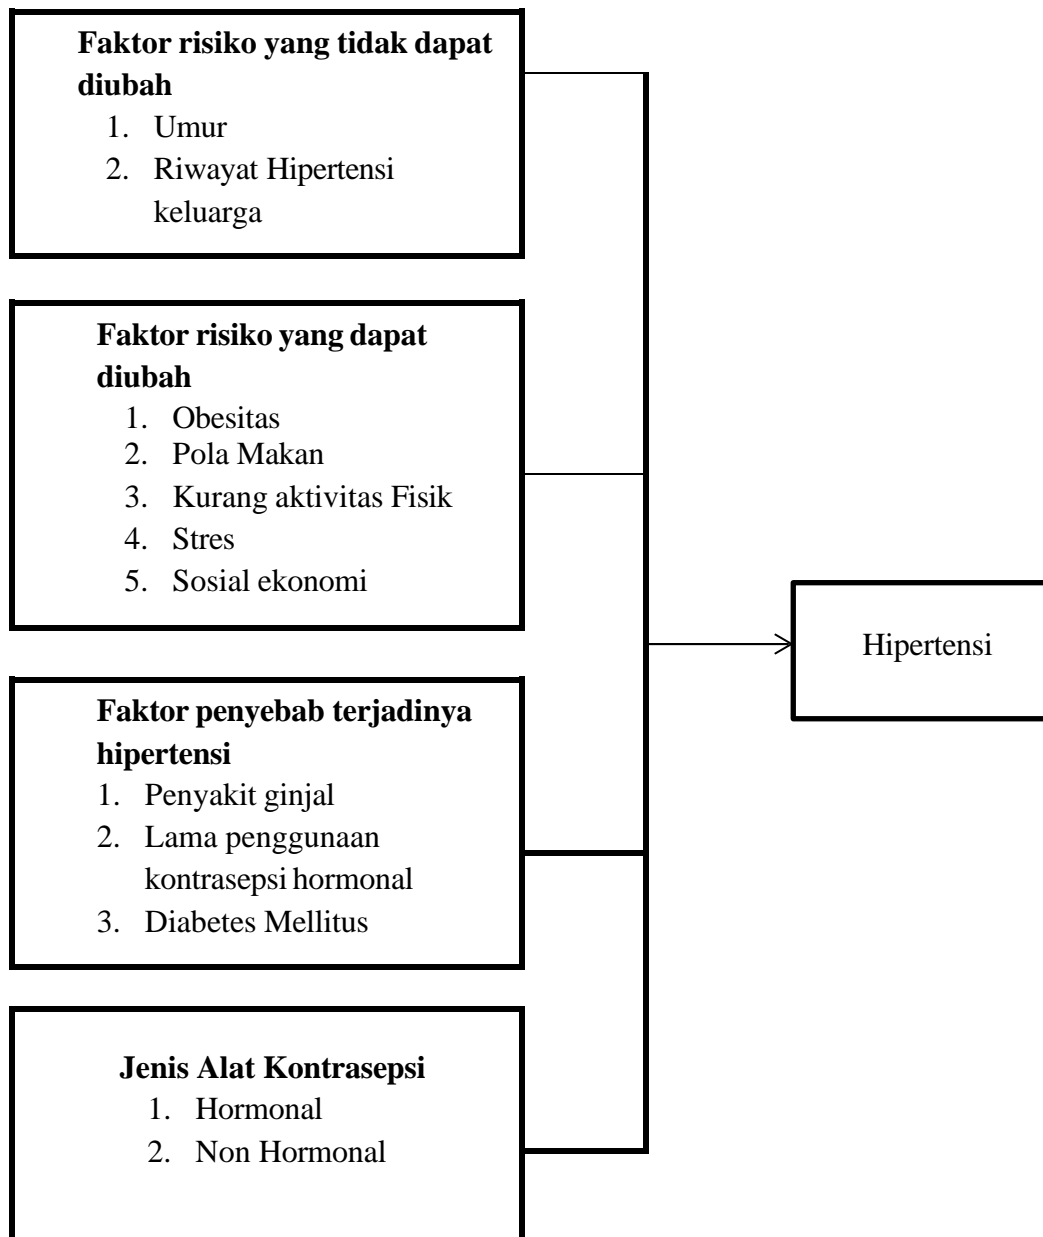 Faktor risiko yang tidak dapat
diubah
1. Umur
2. Riwayat Hipertensi
keluarga
Faktor risiko yang dapat
diubah
1. Obesitas
2. Pola Makan
3. Kurang aktivitas Fisik
4. Stres
5. Sosial ekonomi
Hipertensi
Faktor penyebab terjadinya
hipertensi
1. Penyakit ginjal
2. Lama penggunaan
kontrasepsi hormonal
3. Diabetes Mellitus
Jenis Alat Kontrasepsi
1. Hormonal
2. Non Hormonal